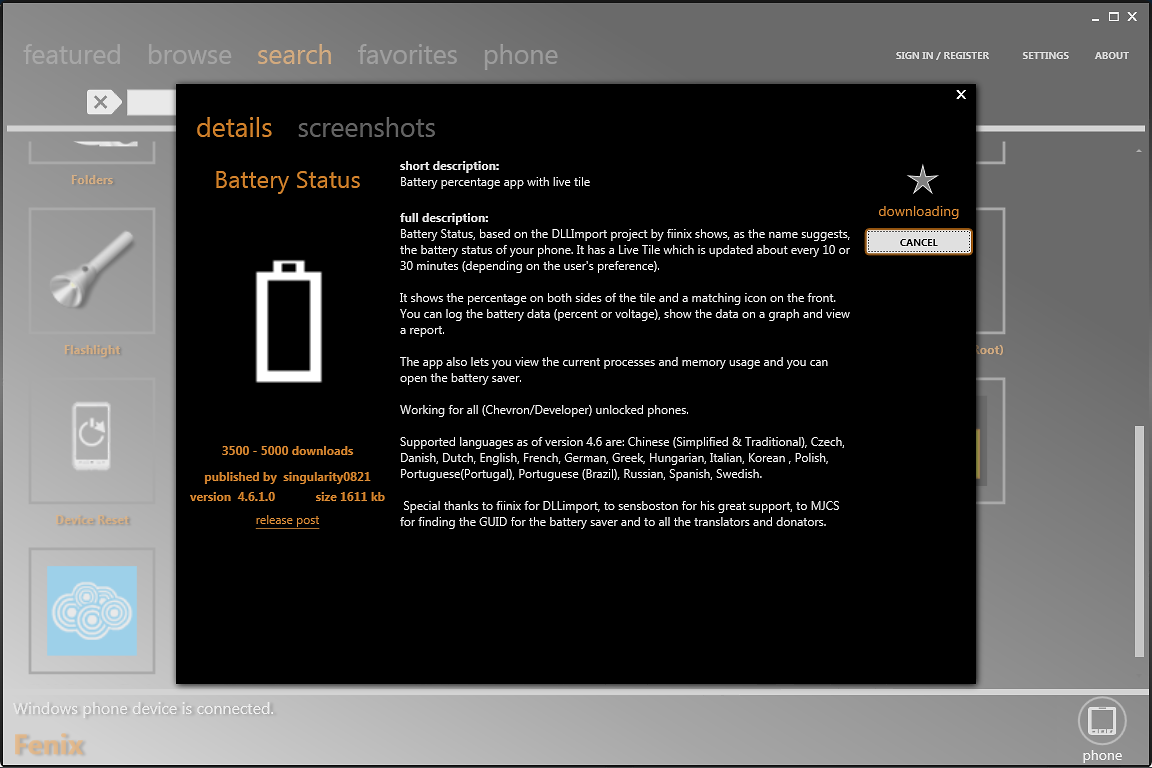 featured browse search favorites phone
SIGN IN / REGISTER SETTINGS ABOUT
details screenshots
Battery Status
short description:
Battery percentage app with live tile
full description:
Battery Status, based on the DLLImport project by fiinix shows, as the name suggests,
the battery status of your phone. It has a Live Tile which is updated about every 10 or
30 minutes (depending on the user's preference).
It shows the percentage on both sides of the tile and a matching icon on the front.
You can log the battery data (percent or voltage), show the data on a graph and view
a report.
The app also lets you view the current processes and memory usage and you can
open the battery saver.
Working for all (Chevron/Developer) unlocked phones.
Supported languages as of version 4.6 are: Chinese (Simplified & Traditional), Czech,
Danish, Dutch, English, French, German, Greek, Hungarian, Italian, Korean , Polish,
Portuguese(Portugal), Portuguese (Brazil), Russian, Spanish, Swedish.
Special thanks to fiinix for DLLimport, to sensboston for his great support, to MJCS
for finding the GUID for the battery saver and to all the translators and donators.
downloading
CANCEL
3500 - 5000 downloads
published by singularity0821
version 4.6.1.0 size 1611 kb
release post
Folders
Flashlight
Root)
Device Reset
Windows phone device is connected.
Fenix
phone